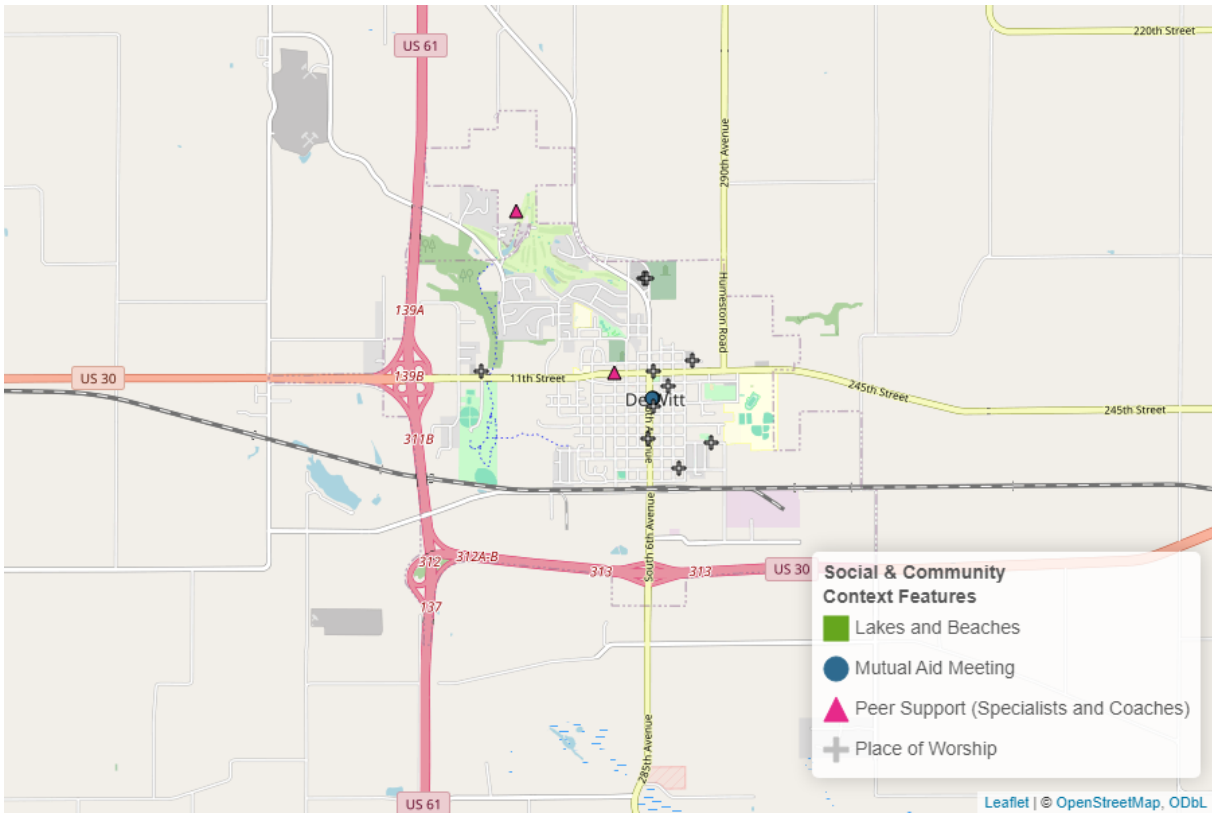 US 61
220th Street
290th Avenue
Humeston Road
139A
US 30
139B
11th Street
245th Street
245th Street
DeWitt
6th Avenue
311B
South 6th Avenue
312
312A-B
313
313
US 30
137
285th Avenue
US 61
Social & Community
Context Features
Lakes and Beaches
Mutual Aid Meeting
Peer Support (Specialists and Coaches)
Place of Worship
Leaflet | © OpenStreetMap, ODbL